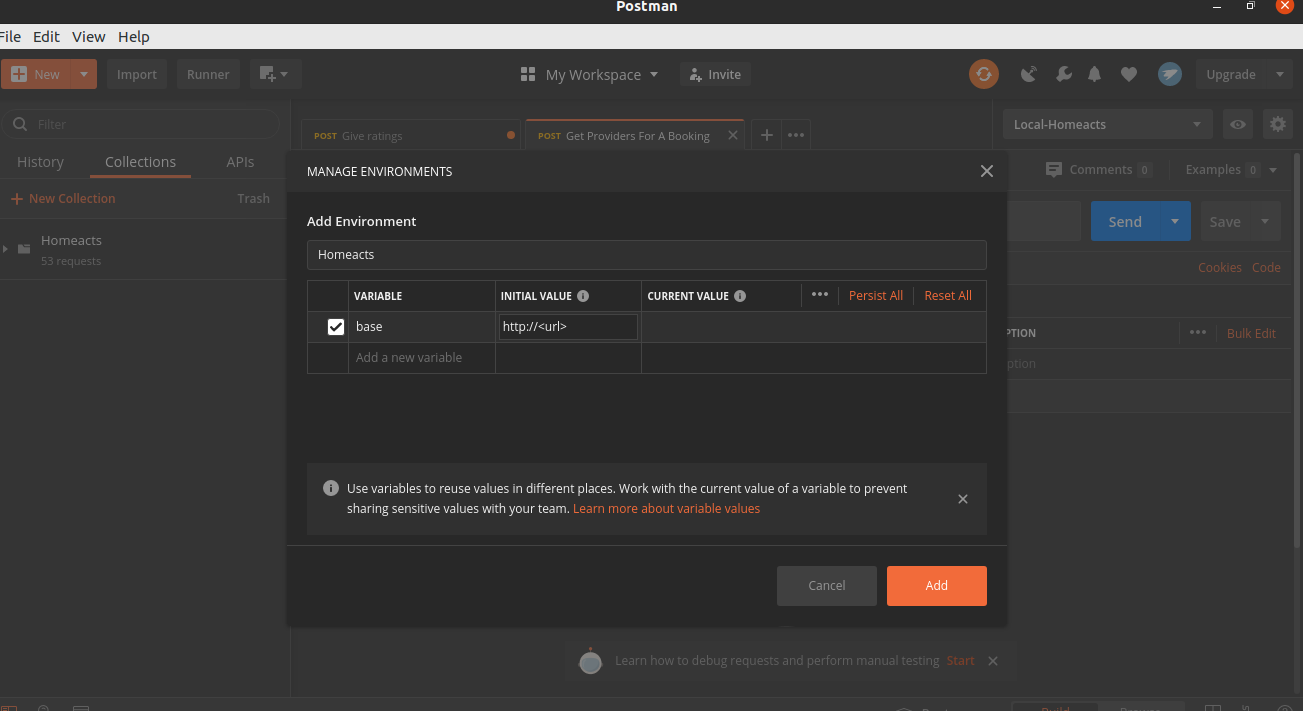 Postman
File Edit View Help
New Import Runner My Workspace Invite Upgrade
Filter
History Collections APIs
New Collection Trash
Homeacts
53 requests
POST Give ratings POST Get Providers For A Booking
Local-Homeacts
Comments 0 Examples 0
Send Save
Cookies Code
Bulk Edit
MANAGE ENVIRONMENTS
Add Environment
Homeacts
VARIABLE INITIAL VALUE CURRENT VALUE Persist All Reset All
base http://<url>
Add a new variable
Use variables to reuse values in different places. Work with the current value of a variable to prevent
sharing sensitive values with your team. Learn more about variable values
Cancel Add
Learn how to debug requests and perform manual testing Start
Build